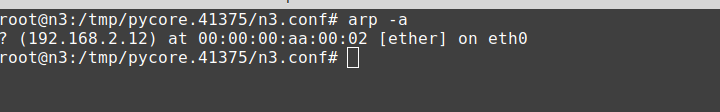 root@n3:/tmp/pycore.41375/n3.conf# arp -a
? (192.168.2.12) at 00:00:00:aa:00:02 [ether] on eth0
root@n3:/tmp/pycore.41375/n3.conf#